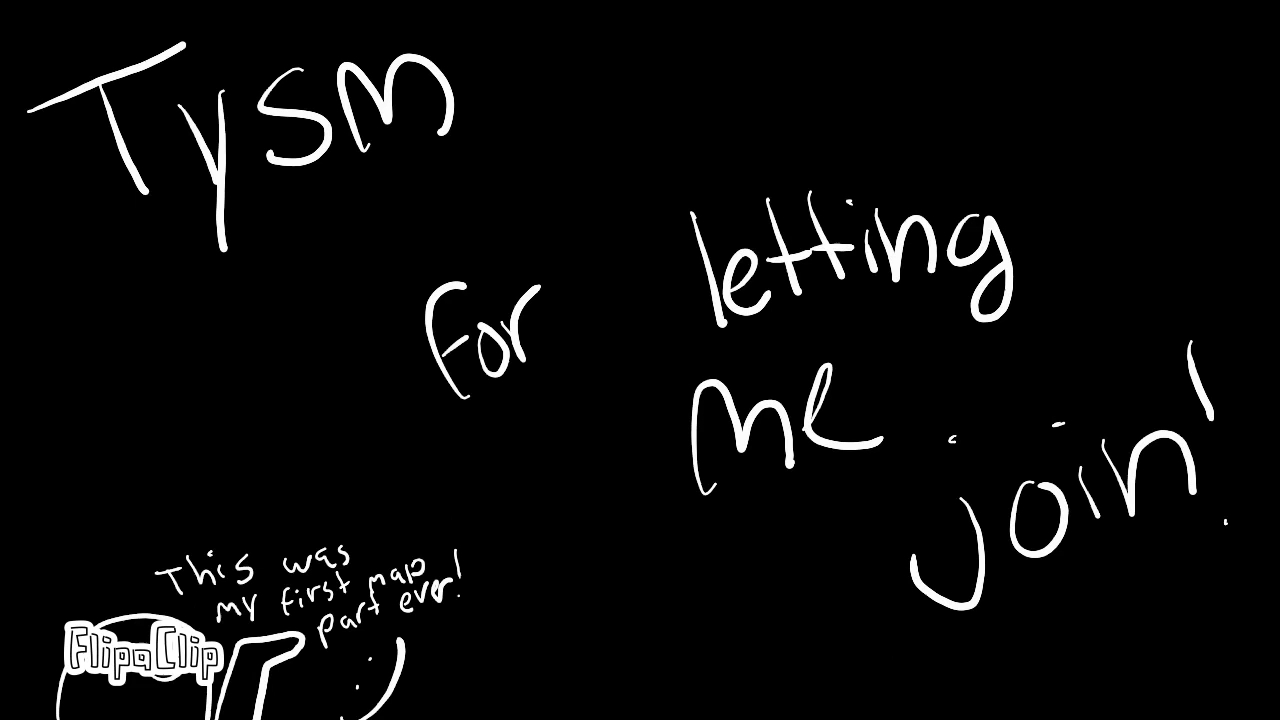 Tysm
for
letting
me
join!
This was
my first map
part ever!
FlipaClip